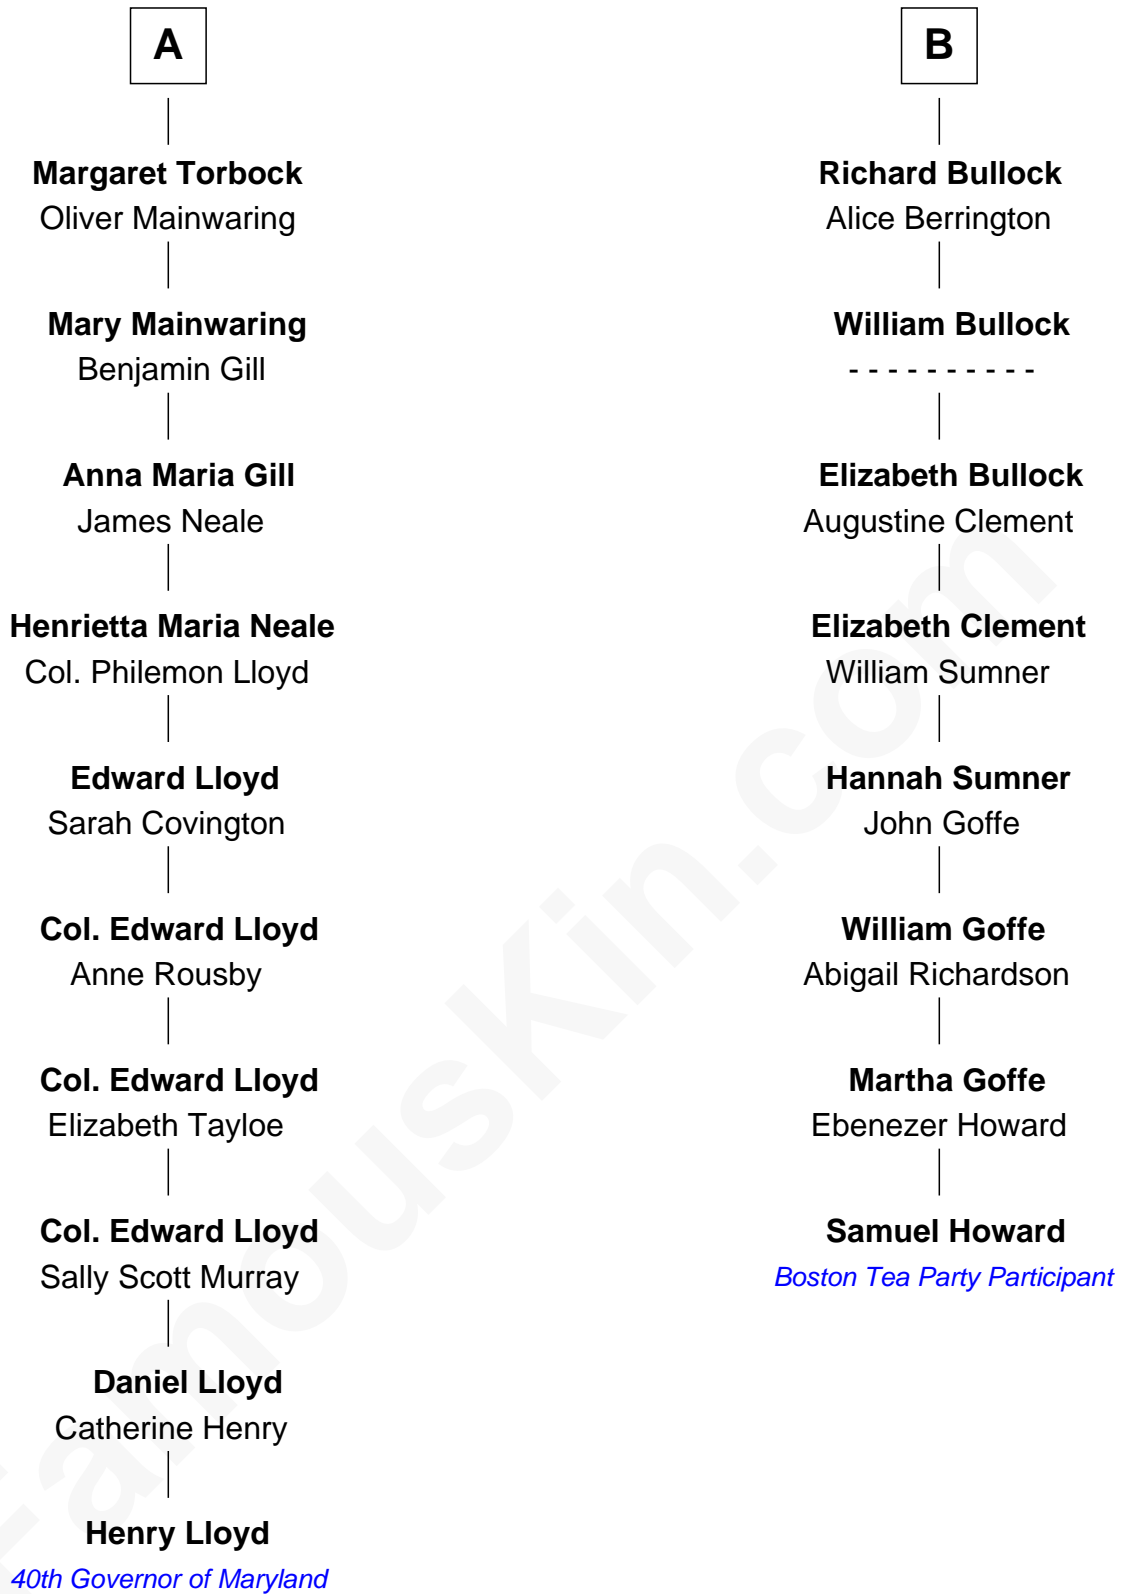 A
Margaret Torbock
Oliver Mainwaring
Mary Mainwaring
Benjamin Gill
Anna Maria Gill
James Neale
Henrietta Maria Neale
Col. Philemon Lloyd
Edward Lloyd
Sarah Covington
Col. Edward Lloyd
Anne Rousby
Col. Edward Lloyd
Elizabeth Tayloe
Col. Edward Lloyd
Sally Scott Murray
Daniel Lloyd
Catherine Henry
Henry Lloyd
40th Governor of Maryland
B
Richard Bullock
Alice Berrington
William Bullock
- - - - - - - - - -
Elizabeth Bullock
Augustine Clement
Elizabeth Clement
William Sumner
Hannah Sumner
John Goffe
William Goffe
Abigail Richardson
Martha Goffe
Ebenezer Howard
Samuel Howard
Boston Tea Party Participant
FamousKin.com